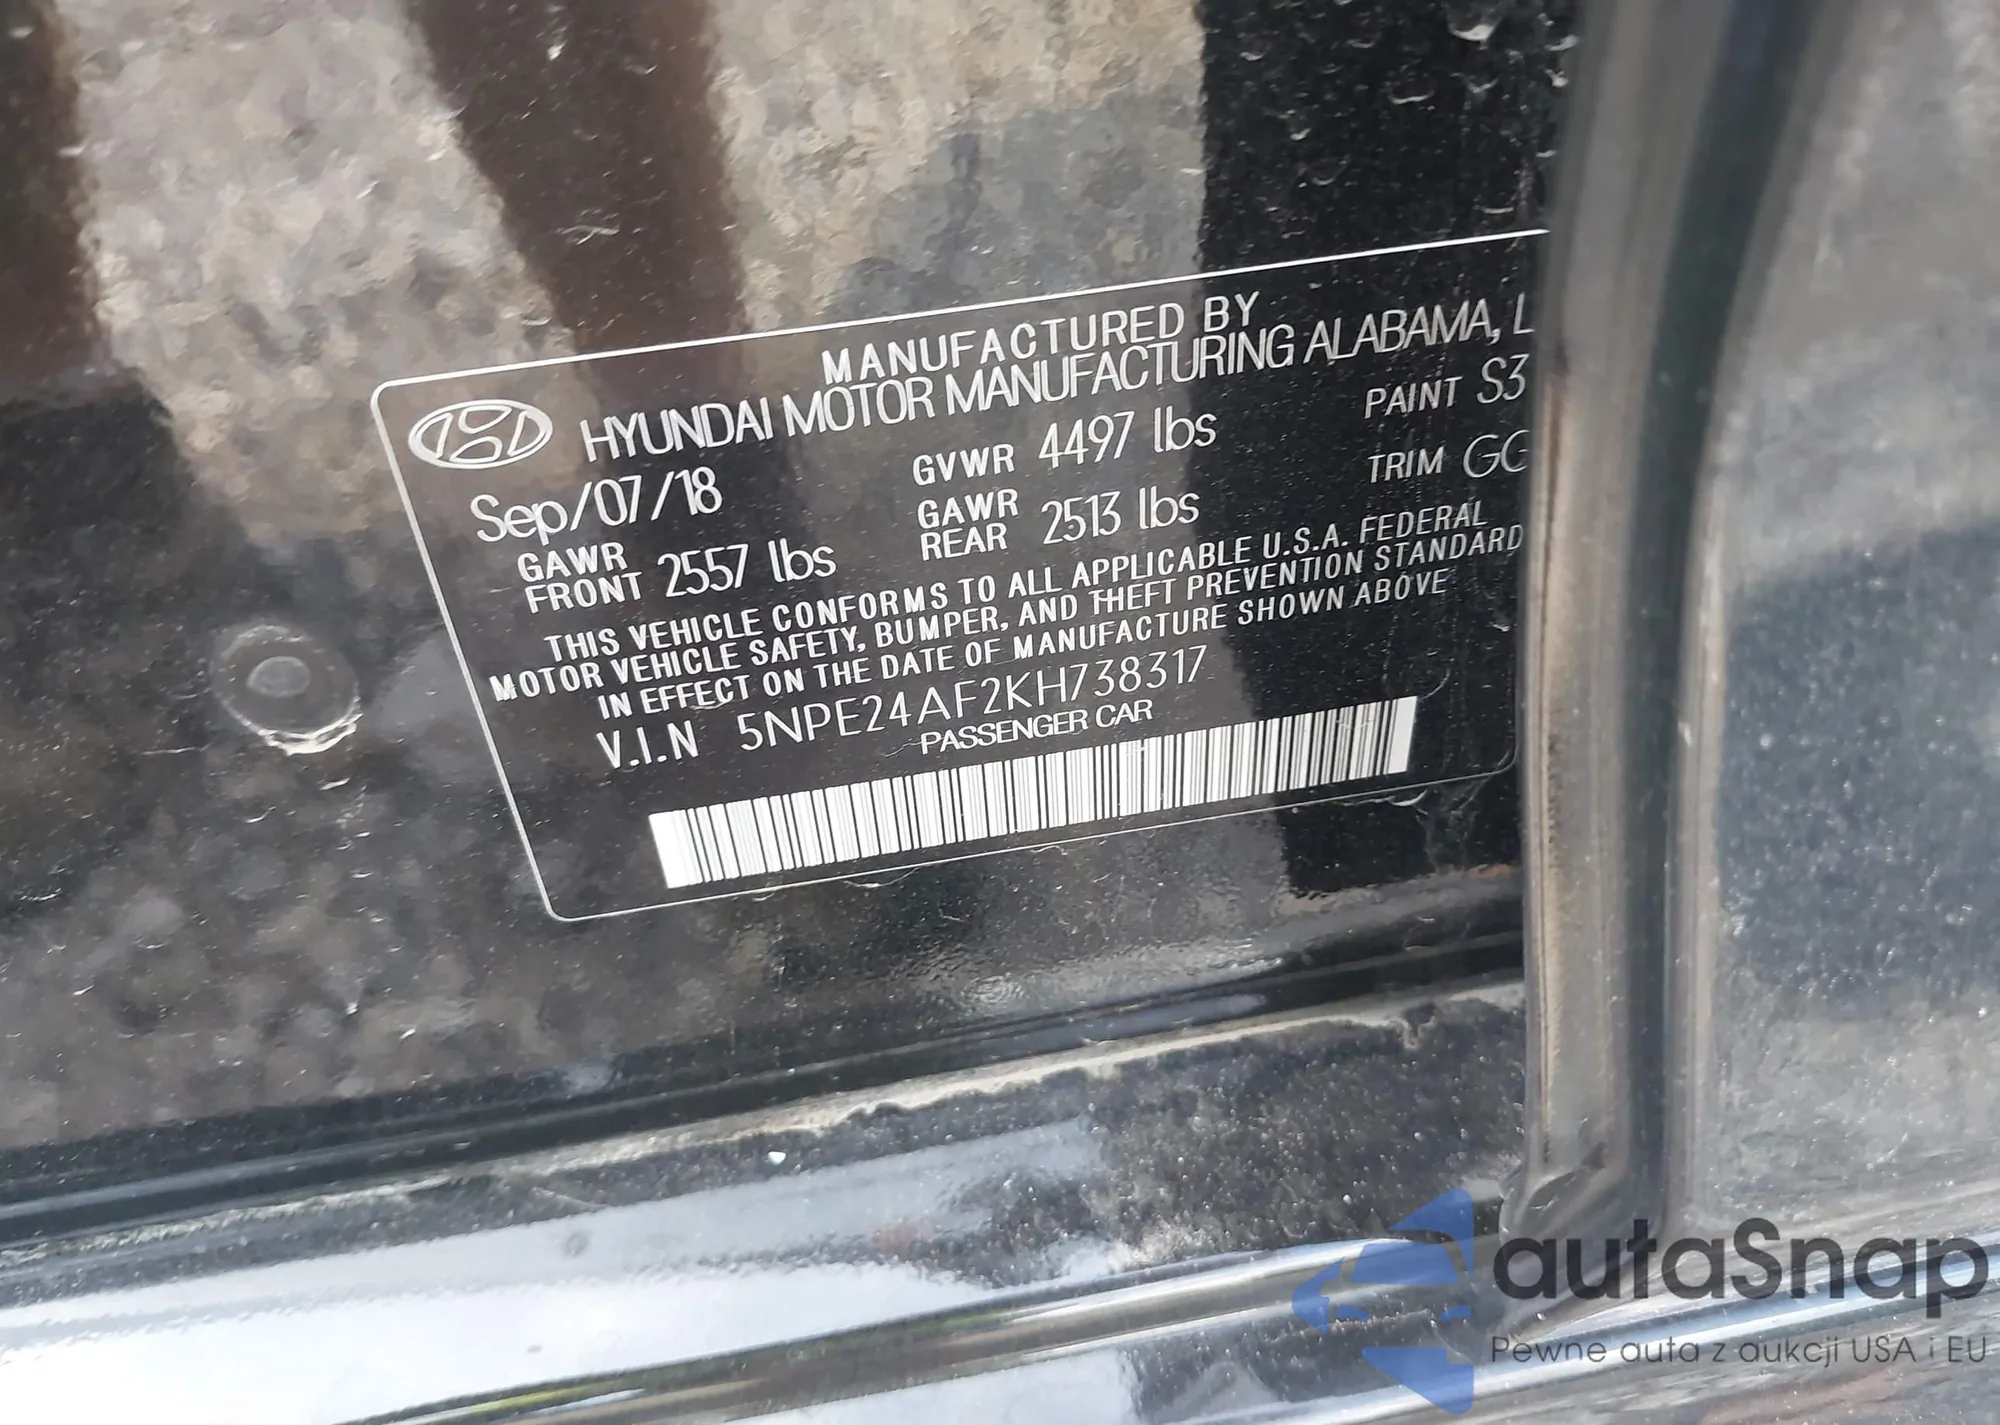 MANUFACTURED BY
HYUNDAI MOTOR MANUFACTURING ALABAMA, L
Sep/07/18 GVWR 4497 lbs PAINT S3
GAWR FRONT 2557 lbs GAWR REAR 2513 lbs TRIM GC
THIS VEHICLE CONFORMS TO ALL APPLICABLE U.S.A. FEDERAL
MOTOR VEHICLE SAFETY, BUMPER, AND THEFT PREVENTION STANDARD
IN EFFECT ON THE DATE OF MANUFACTURE SHOWN ABOVE
V.I.N 5NPE24AF2KH738317
PASSENGER CAR
autaSnap
Pewne auta z aukcji USA i EU